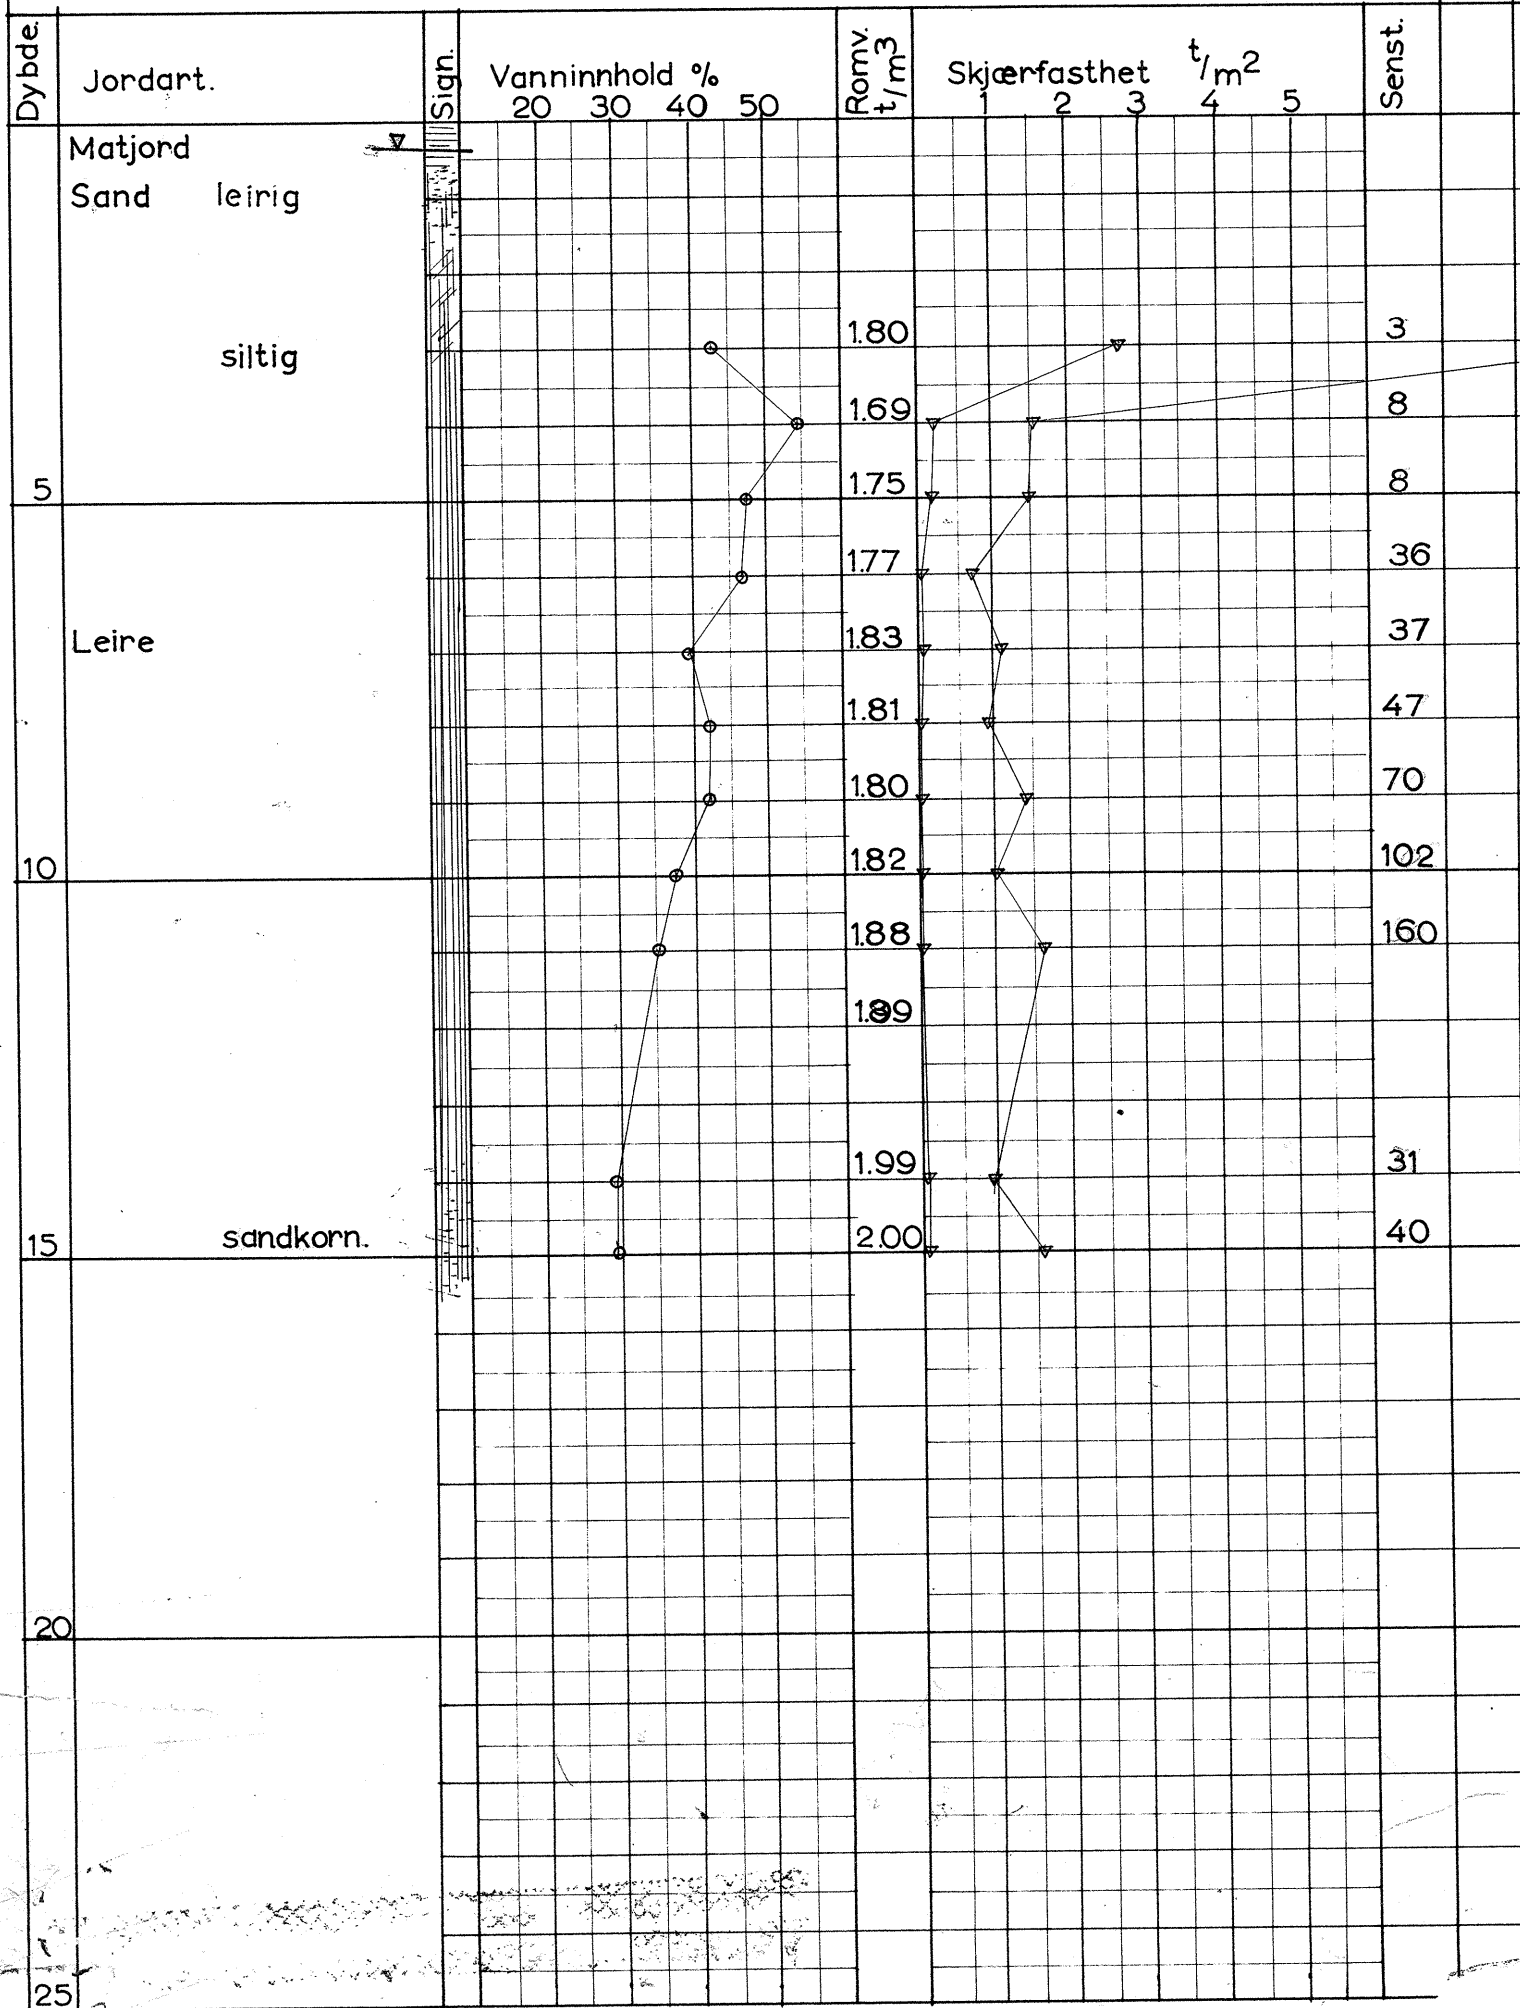 Dybde. Jordart. Sign. Vanninnhold % Romv. t/m3 Skjærfasthet t/m2 Senst.
20 30 40 50 1 2 3 4 5
Matjord
Sand leirig
1.80 3
siltig
1.69 8
5 1.75 8
1.77 36
Leire 1.83 37
1.81 47
1.80 70
10 1.82 102
1.88 160
1.99 31
15 sandkorn. 2.00 40
20
25